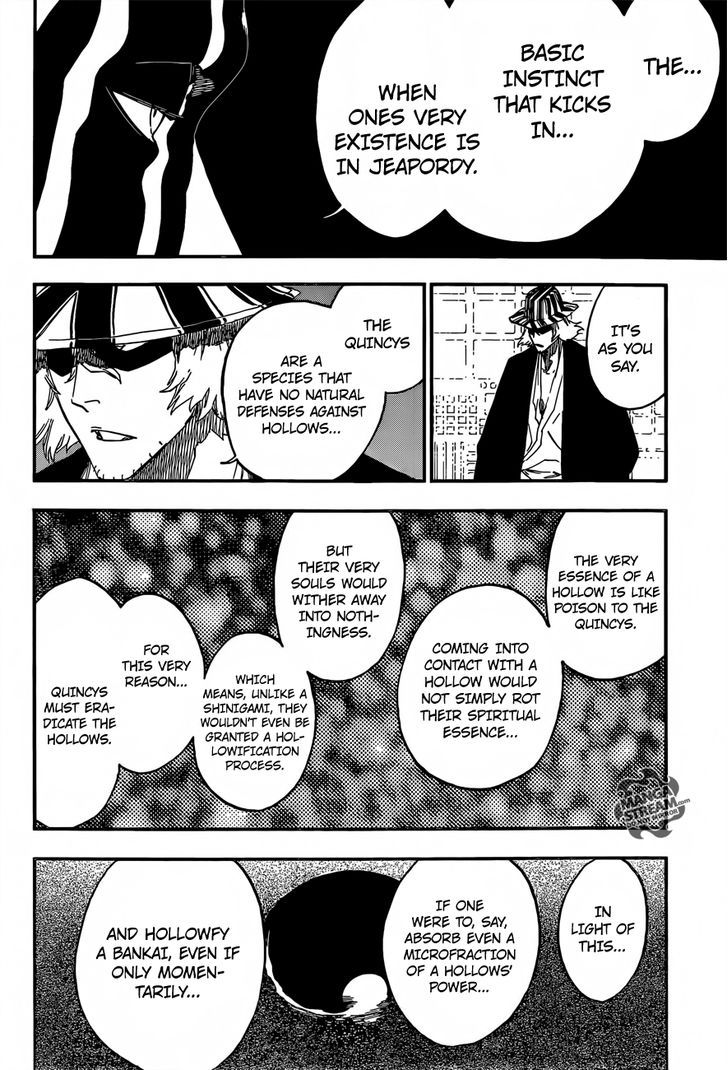 THE...
BASIC
INSTINCT
THAT KICKS
IN...
WHEN
ONES VERY
EXISTENCE IS
IN JEAPORDY.
IT'S
AS YOU
SAY.
THE
QUINCYS
ARE A
SPECIES THAT
HAVE NO NATURAL
DEFENSES AGAINST
HOLLOWS...
THE VERY
ESSENCE OF A
HOLLOW IS LIKE
POISON TO THE
QUINCYS.
COMING INTO
CONTACT WITH A
HOLLOW WOULD
NOT SIMPLY ROT
THEIR SPIRITUAL
ESSENCE...
BUT
THEIR VERY
SOULS WOULD
WITHER AWAY
INTO NOTH-
INGNESS.
WHICH
MEANS, UNLIKE A
SHINIGAMI, THEY
WOULDN'T EVEN BE
GRANTED A HOL-
LOWIFICATION
PROCESS.
FOR
THIS VERY
REASON...
QUINCYS
MUST ERA-
DICATE THE
HOLLOWS.
MANGA
STREAM.com
IN
LIGHT OF
THIS...
IF ONE
WERE TO, SAY,
ABSORB EVEN A
MICROFRACTION
OF A HOLLOWS'
POWER...
AND HOLLOWFY
A BANKAI, EVEN IF
ONLY MOMEN-
TARILY...